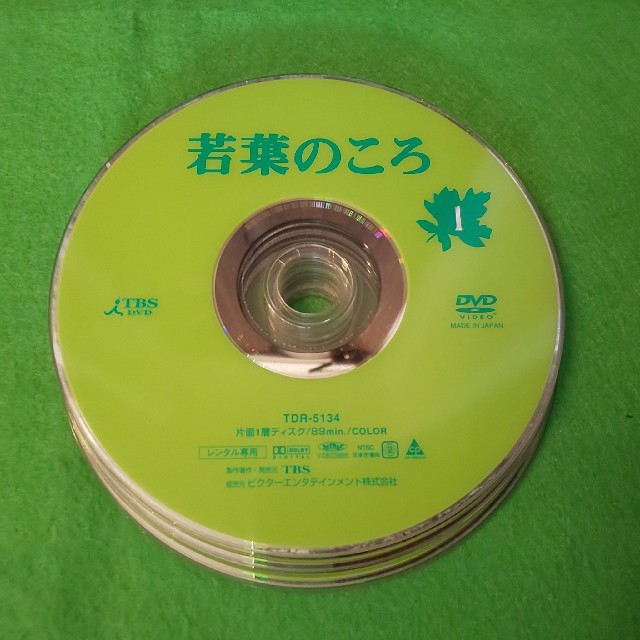 若葉のころ
1
TBS
DVD
DVD
VIDEO
MADE IN JAPAN
TDR-5134
片面1層ディスク/89min./COLOR
レンタル専用
DOLBY
DIGITAL
NTSC
日本市場向
2
製作著作・発売元 TBS
販売元 ビクターエンタテインメント株式会社